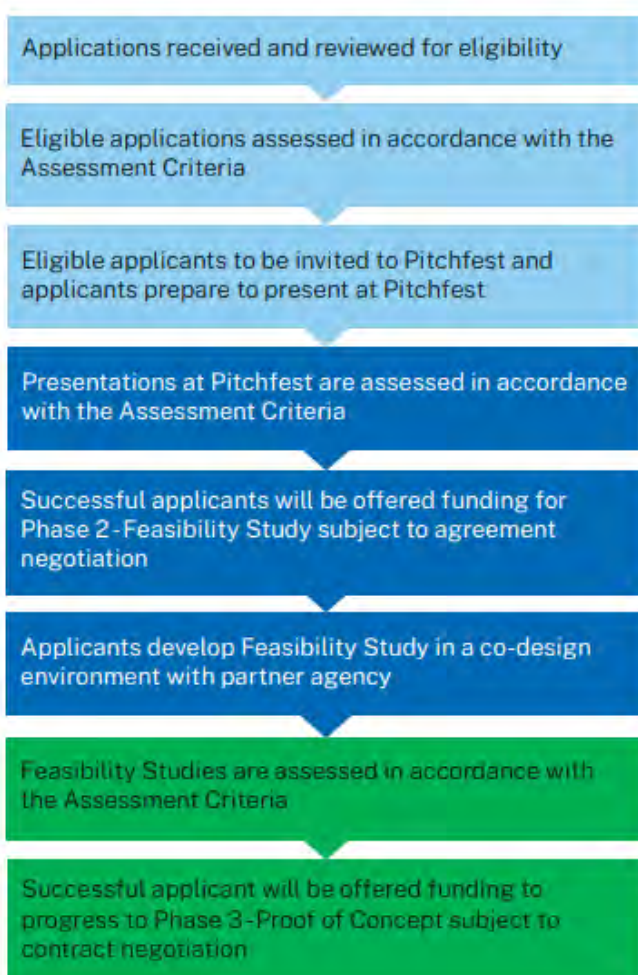 Applications received and reviewed for eligibility
Eligible applications assessed in accordance with the
Assessment Criteria
Eligible applicants to be invited to Pitchfest and
applicants prepare to present at Pitchfest
Presentations at Pitchfest are assessed in accordance
with the Assessment Criteria
Successful applicants will be offered funding for
Phase 2-Feasibility Study subject to agreement
negotiation
Applicants develop Feasibility Study in a co-design
environment with partner agency
Feasibility Studies are assessed in accordance with
the Assessment Criteria
Successful applicant will be offered funding to
progress to Phase 3-Proof of Concept subject to
contract negotiation